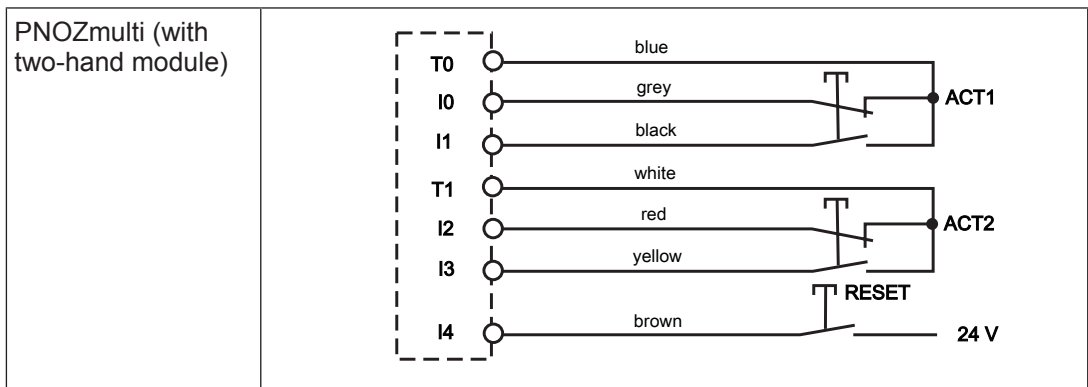 PNOZmulti (with
two-hand module)
T0
blue
I0
grey
ACT1
I1
black
T1
white
I2
red
ACT2
I3
yellow
RESET
I4
brown
24 V